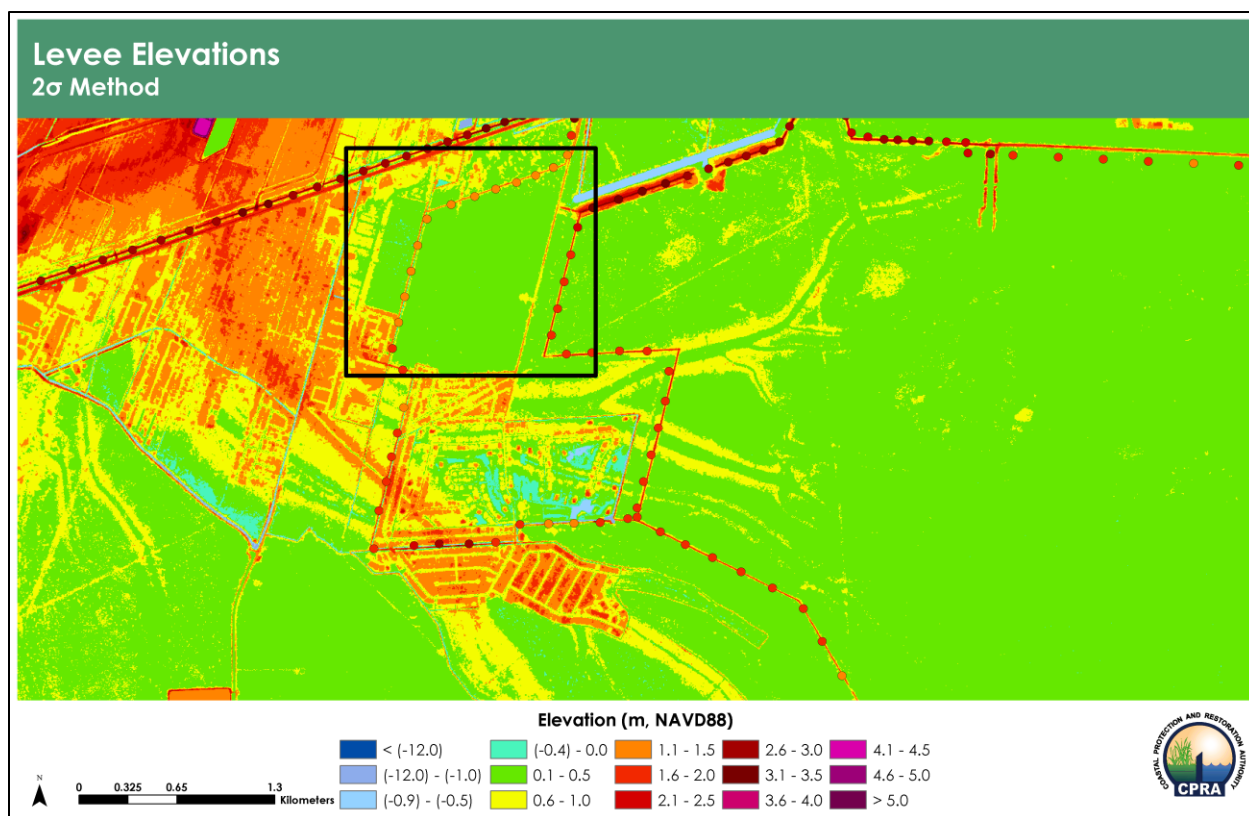 Levee Elevations
2σ Method
Elevation (m, NAVD88)
< (-12.0)
(-12.0) - (-1.0)
(-0.9) - (-0.5)
(-0.4) - 0.0
0.1 - 0.5
0.6 - 1.0
1.1 - 1.5
1.6 - 2.0
2.1 - 2.5
2.6 - 3.0
3.1 - 3.5
3.6 - 4.0
4.1 - 4.5
4.6 - 5.0
> 5.0
N
0 0.325 0.65 1.3
Kilometers
COASTAL PROTECTION AND RESTORATION AUTHORITY
CPRA